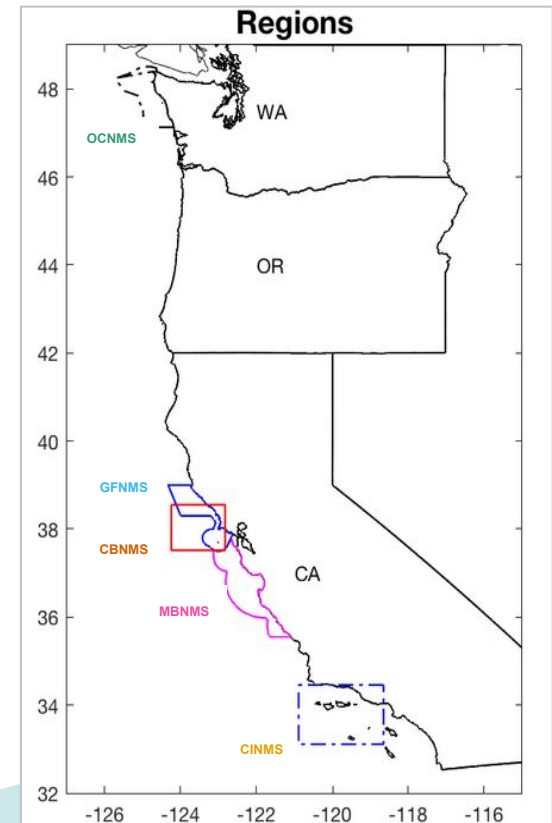 Regions
48
WA
OCNMS
46
OR
44
42
40
GFNMS
38
CBNMS
CA
MBNMS
36
34
CINMS
32
-126
-124
-122
-120
-118
-116